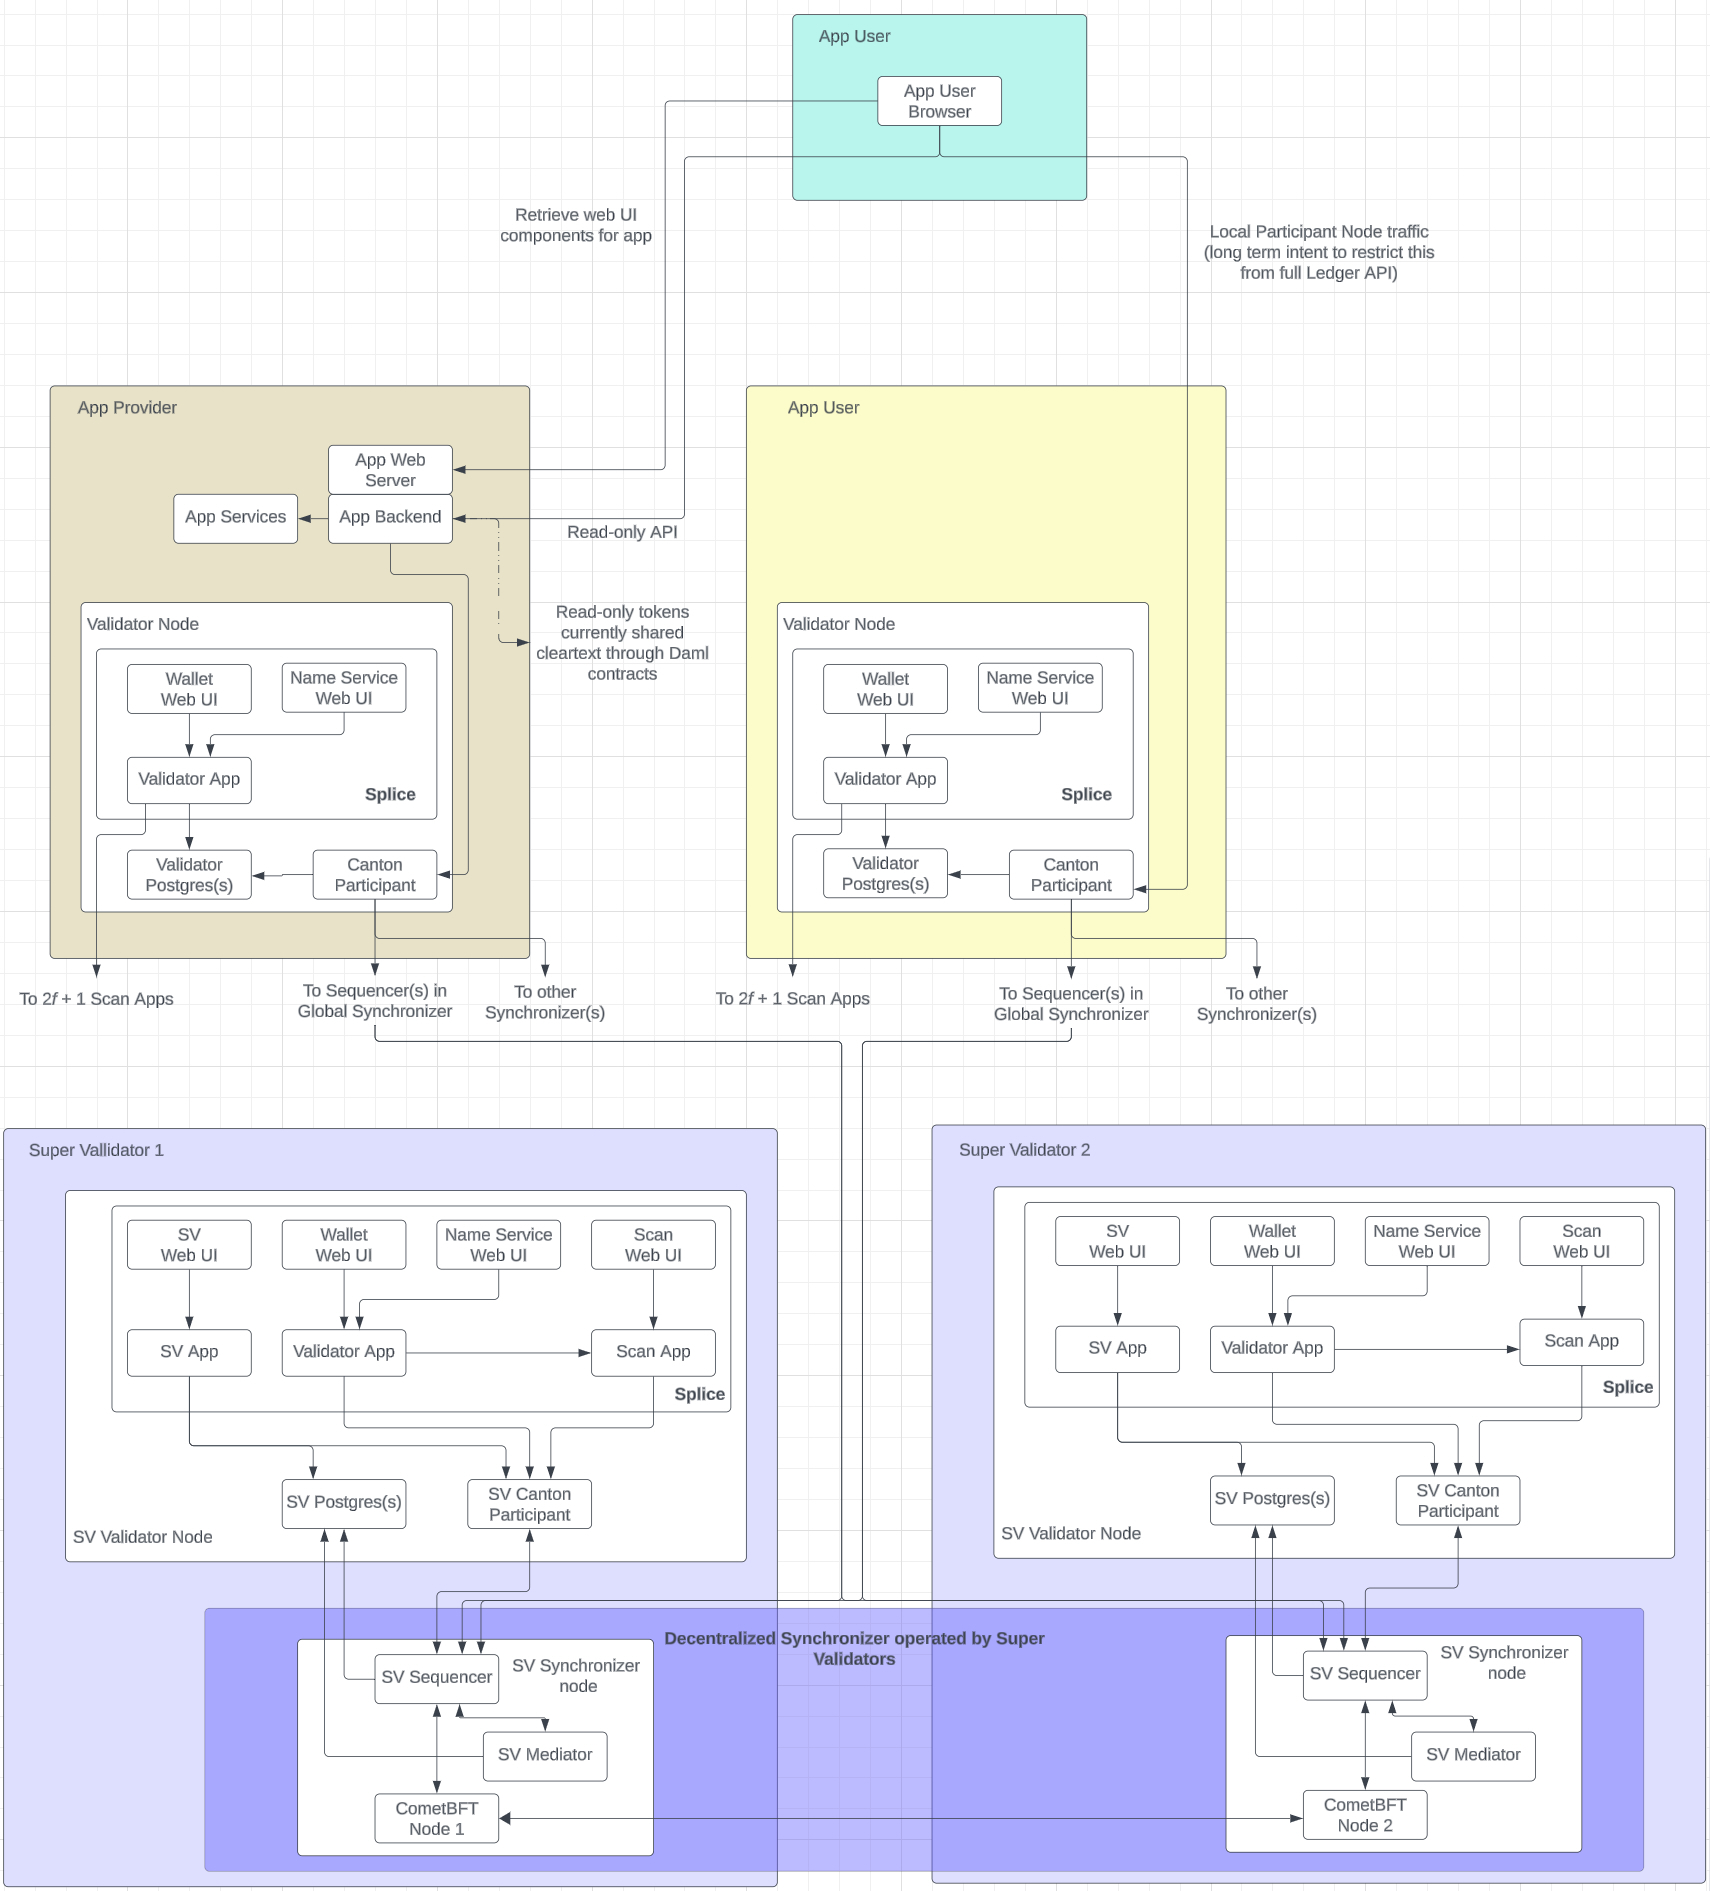 App User
App User
Browser
Retrieve web UI
components for app
Local Participant Node traffic
(long term intent to restrict this
from full Ledger API)
App Provider
App Web
Server
App Services
App Backend
Read-only API
Read-only tokens
currently shared
cleartext through Daml
contracts
Validator Node
Wallet
Web UI
Name Service
Web UI
Validator App
Splice
Validator
Postgres(s)
Canton
Participant
To 2f + 1 Scan Apps
To Sequencer(s) in
Global Synchronizer
To other
Synchronizer(s)
App User
Validator Node
Wallet
Web UI
Name Service
Web UI
Validator App
Splice
Validator
Postgres(s)
Canton
Participant
To 2f + 1 Scan Apps
To Sequencer(s) in
Global Synchronizer
To other
Synchronizer(s)
Super Vallidator 1
SV
Web UI
Wallet
Web UI
Name Service
Web UI
Scan
Web UI
SV App
Validator App
Scan App
Splice
SV Postgres(s)
SV Canton
Participant
SV Validator Node
Super Validator 2
SV
Web UI
Wallet
Web UI
Name Service
Web UI
Scan
Web UI
SV App
Validator App
Scan App
Splice
SV Postgres(s)
SV Canton
Participant
SV Validator Node
Decentralized Synchronizer operated by Super
Validators
SV Sequencer
SV Synchronizer
node
SV Mediator
CometBFT
Node 1
SV Sequencer
SV Synchronizer
node
SV Mediator
CometBFT
Node 2